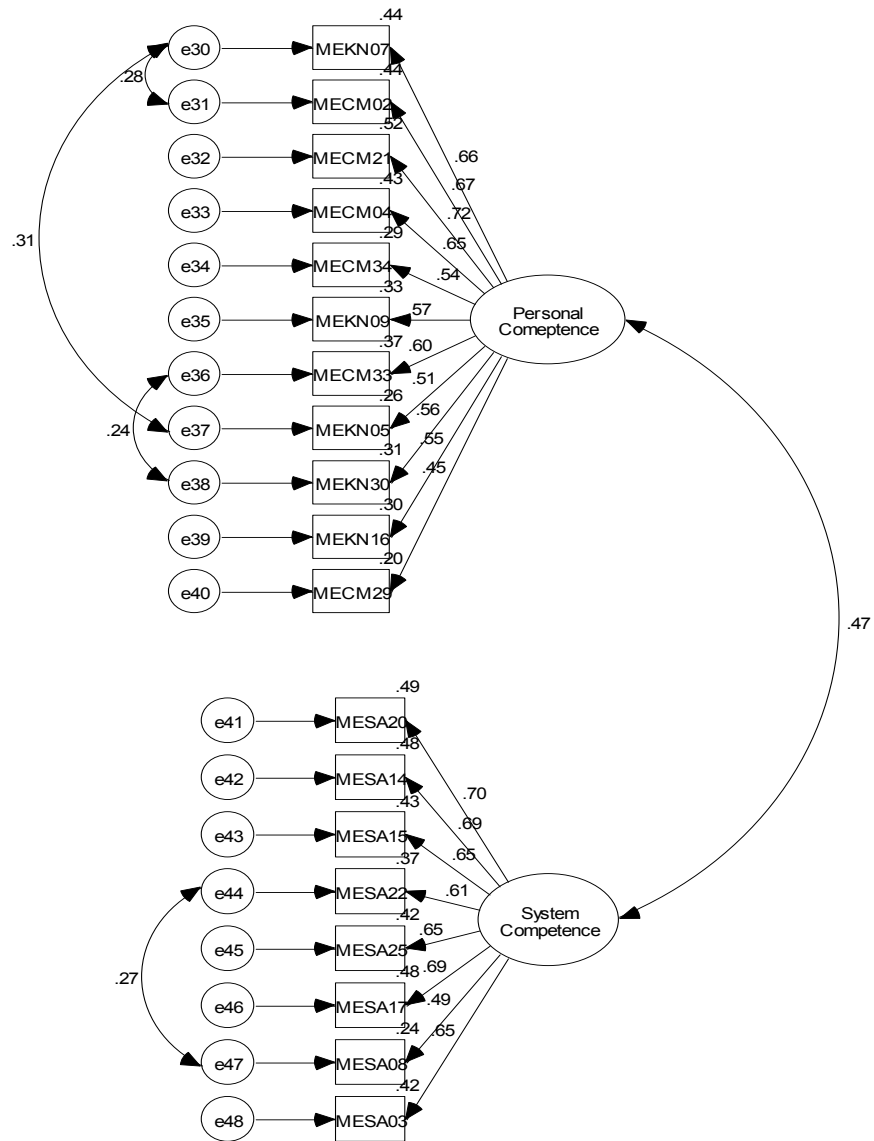 .44
e30
MEKN07
.44
.28
e31
MECM02
.52
e32
MECM21
.66
.43
.67
e33
MECM04
.72
.29
.31
.65
e34
MECM34
.54
.33
e35
MEKN09
.57
Personal
Comeptence
.37
.60
e36
MECM33
.51
.26
.56
.24
e37
MEKN05
.55
.31
.45
e38
MEKN30
.30
e39
MEKN16
.20
e40
MECM29
.47
.49
e41
MESA20
.48
e42
MESA14
.70
.43
.69
e43
MESA15
.65
.37
e44
MESA22
.61
.42
System
Competence
.65
e45
MESA25
.48
.69
.27
e46
MESA17
.49
.24
.65
e47
MESA08
.42
e48
MESA03